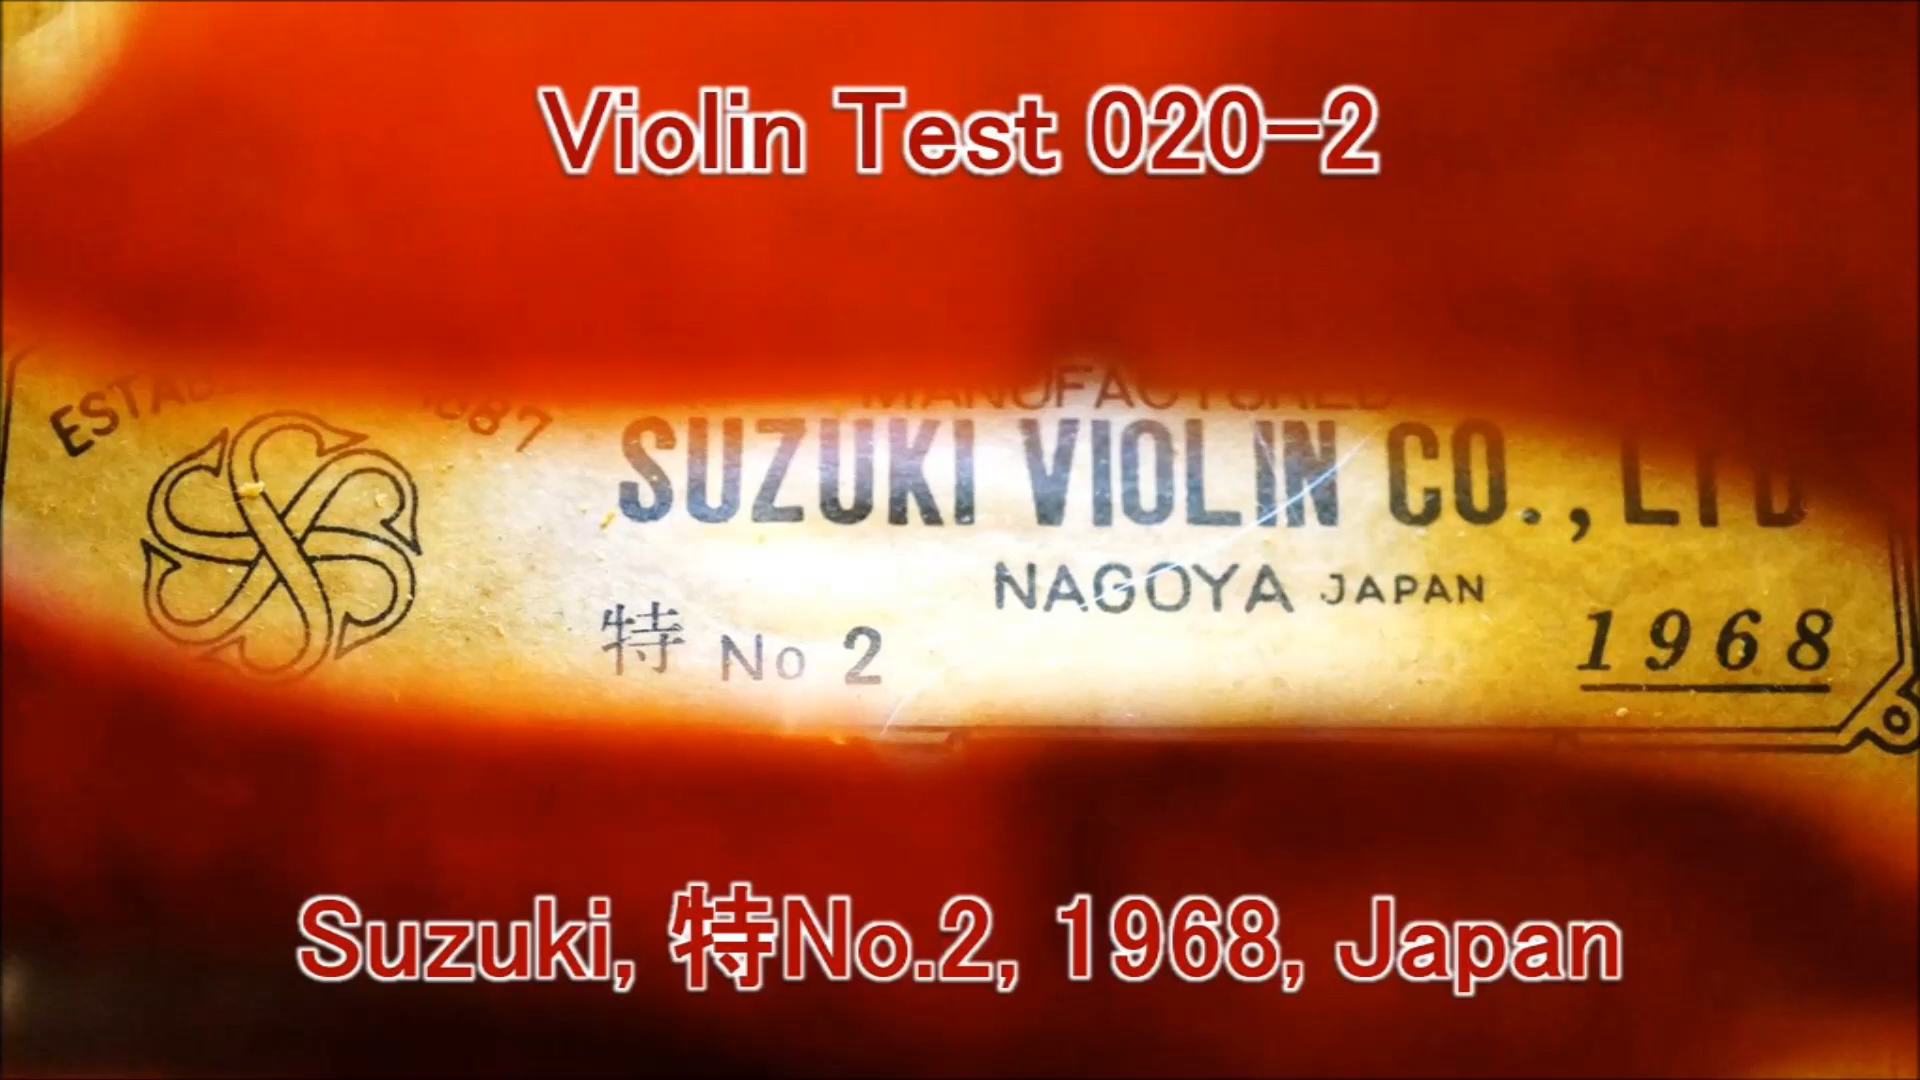 Violin Test 020-2
MANUFACTURED
SUZUKI VIOLIN CO., LTD
NAGOYA JAPAN
特 No 2
1968
Suzuki, 特No.2, 1968, Japan